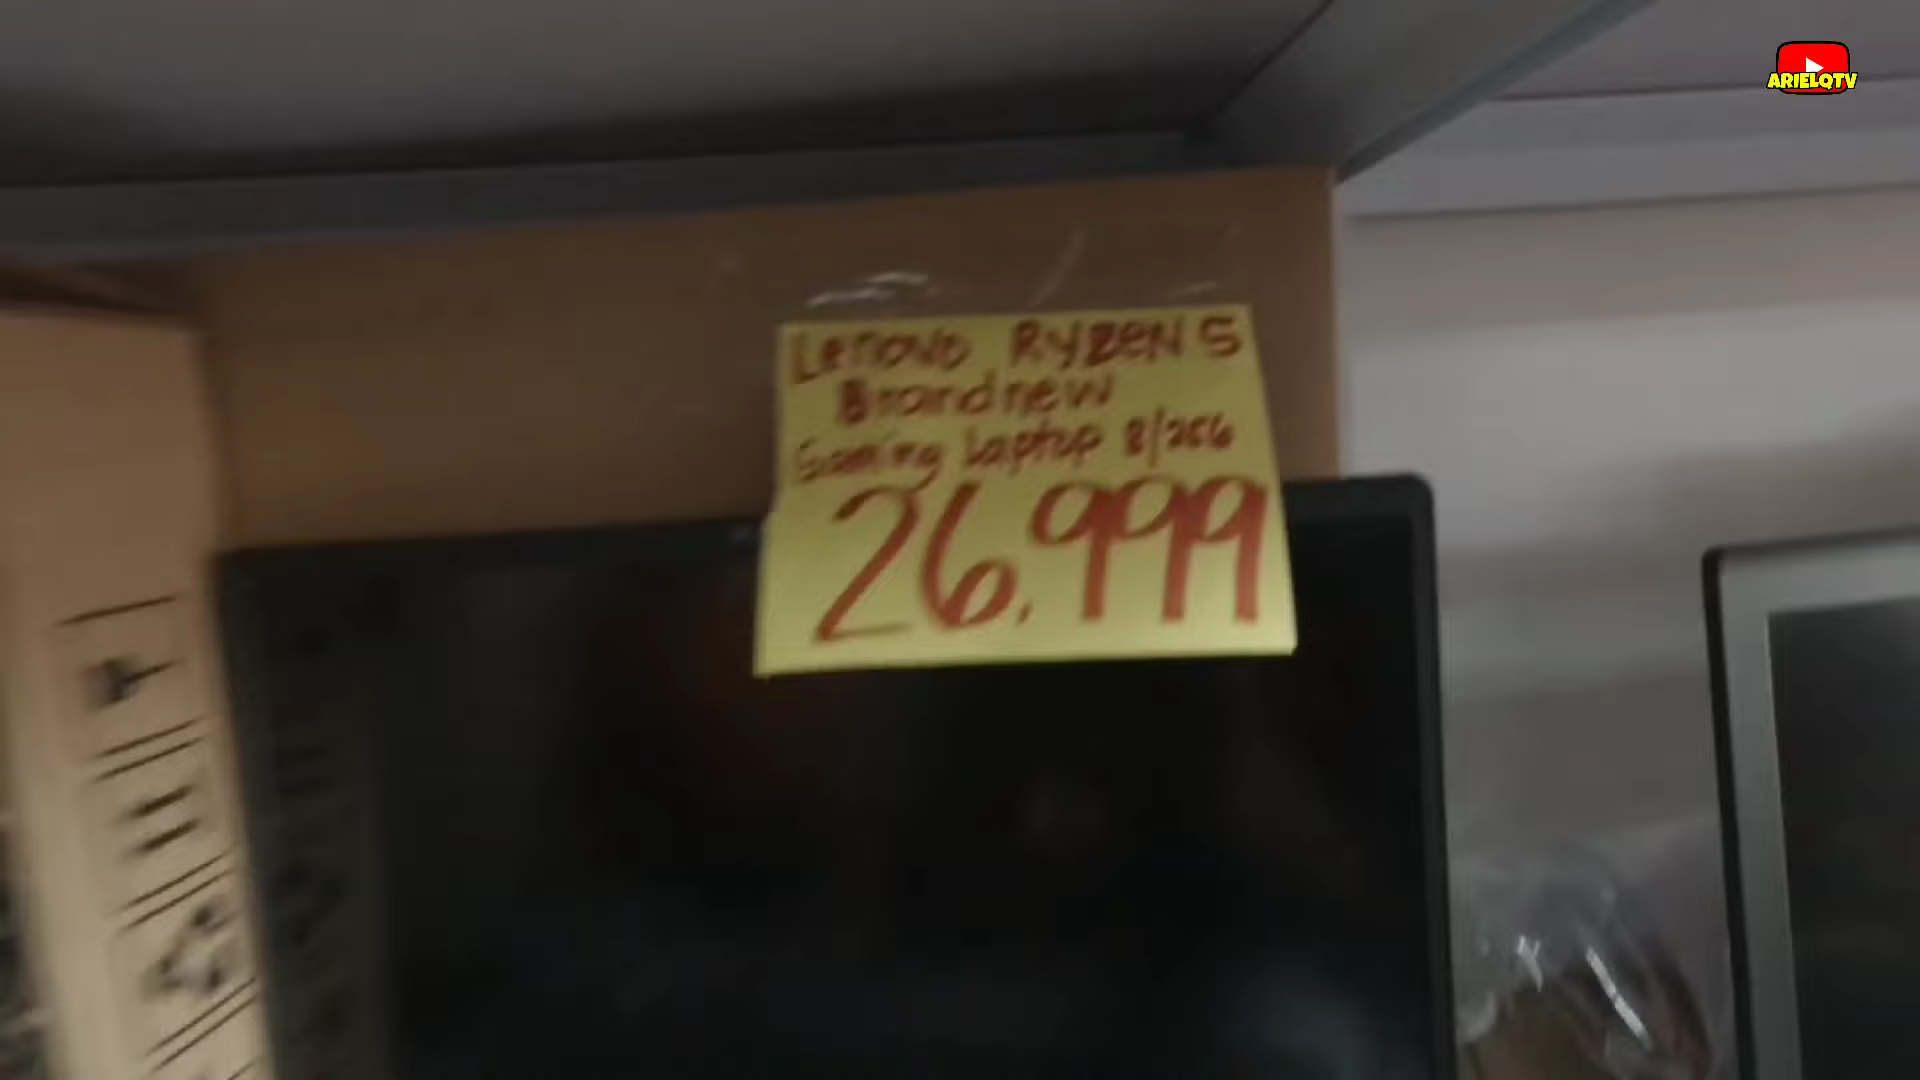 ARIELQTV
Lenovo RyZEN 5
Brandnew
Gaming Laptop 8/256
26,999